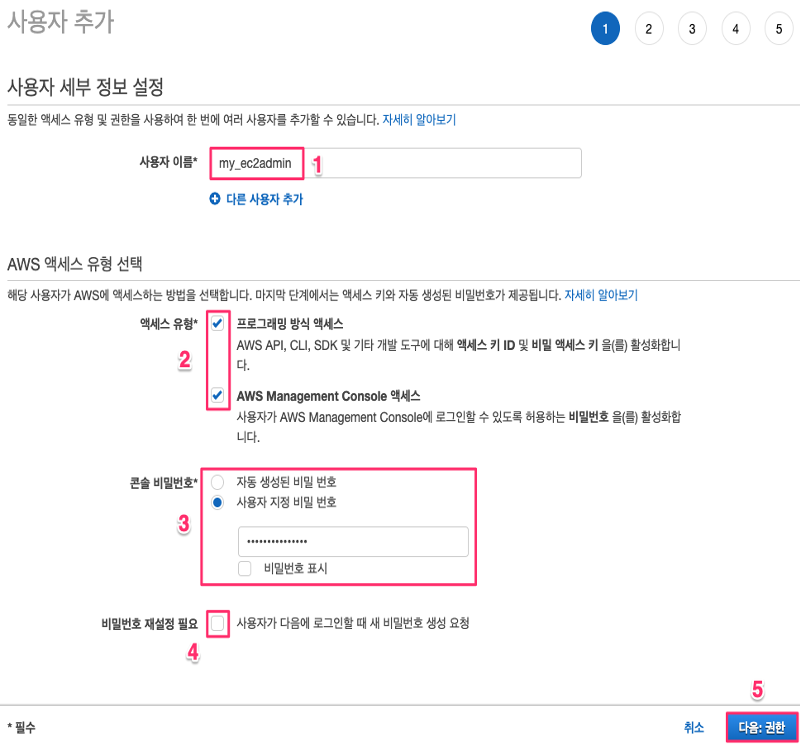 사용자 추가
1 2 3 4 5
사용자 세부 정보 설정
동일한 액세스 유형 및 권한을 사용하여 한 번에 여러 사용자를 추가할 수 있습니다. 자세히 알아보기
사용자 이름* my_ec2admin 1
다른 사용자 추가
AWS 액세스 유형 선택
해당 사용자가 AWS에 액세스하는 방법을 선택합니다. 마지막 단계에서는 액세스 키와 자동 생성된 비밀번호가 제공됩니다. 자세히 알아보기
액세스 유형* 프로그래밍 방식 액세스
2
AWS API, CLI, SDK 및 기타 개발 도구에 대해 액세스 키 ID 및 비밀 액세스 키 을(를) 활성화합니
다.
AWS Management Console 액세스
사용자가 AWS Management Console에 로그인할 수 있도록 허용하는 비밀번호 을(를) 활성화합
니다.
콘솔 비밀번호* 자동 생성된 비밀 번호
사용자 지정 비밀 번호
3
•••••••••••••••
비밀번호 표시
비밀번호 재설정 필요 사용자가 다음에 로그인할 때 새 비밀번호 생성 요청
4
5
* 필수 취소 다음: 권한